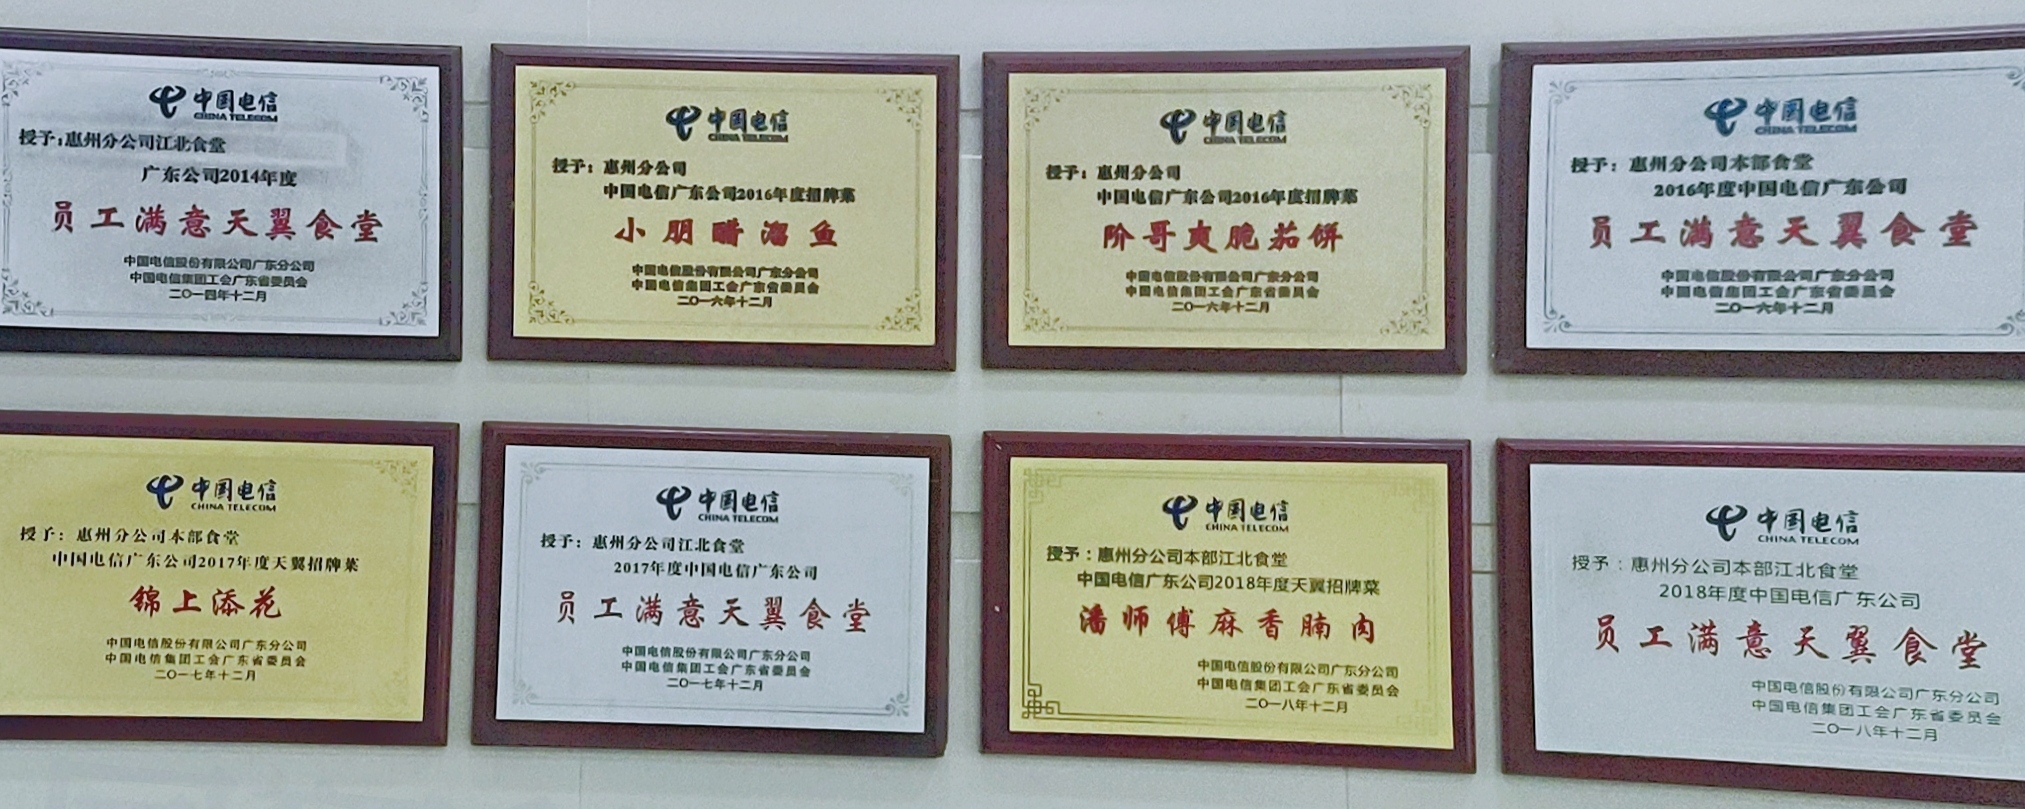 中国电信
CHINA TELECOM
授予:惠州分公司江北食堂
广东公司2014年度
员工满意天翼食堂
中国电信股份有限公司广东分公司
中国电信集团工会广东省委员会
二〇一四年十二月
中国电信
CHINA TELECOM
授予：惠州分公司
中国电信广东公司2016年度招牌菜
小朋醋溜鱼
中国电信股份有限公司广东分公司
中国电信集团工会广东省委员会
二〇一六年十二月
中国电信
CHINA TELECOM
授予：惠州分公司
中国电信广东公司2016年度招牌菜
阶哥爽脆茄饼
中国电信股份有限公司广东分公司
中国电信集团工会广东省委员会
二〇一六年十二月
中国电信
CHINA TELECOM
授予：惠州分公司本部食堂
2016年度中国电信广东公司
员工满意天翼食堂
中国电信股份有限公司广东分公司
中国电信集团工会广东省委员会
二〇一六年十二月
中国电信
CHINA TELECOM
授予：惠州分公司本部食堂
中国电信广东公司2017年度天翼招牌菜
锦上添花
中国电信股份有限公司广东分公司
中国电信集团工会广东省委员会
二〇一七年十二月
中国电信
CHINA TELECOM
授予：惠州分公司江北食堂
2017年度中国电信广东公司
员工满意天翼食堂
中国电信股份有限公司广东分公司
中国电信集团工会广东省委员会
二〇一七年十二月
中国电信
CHINA TELECOM
授予：惠州分公司本部江北食堂
中国电信广东公司2018年度天翼招牌菜
潘师傅麻香腩肉
中国电信股份有限公司广东分公司
中国电信集团工会广东省委员会
二〇一八年十二月
中国电信
CHINA TELECOM
授予：惠州分公司本部江北食堂
2018年度中国电信广东公司
员工满意天翼食堂
中国电信股份有限公司广东分公司
中国电信集团工会广东省委员会
二〇一八年十二月